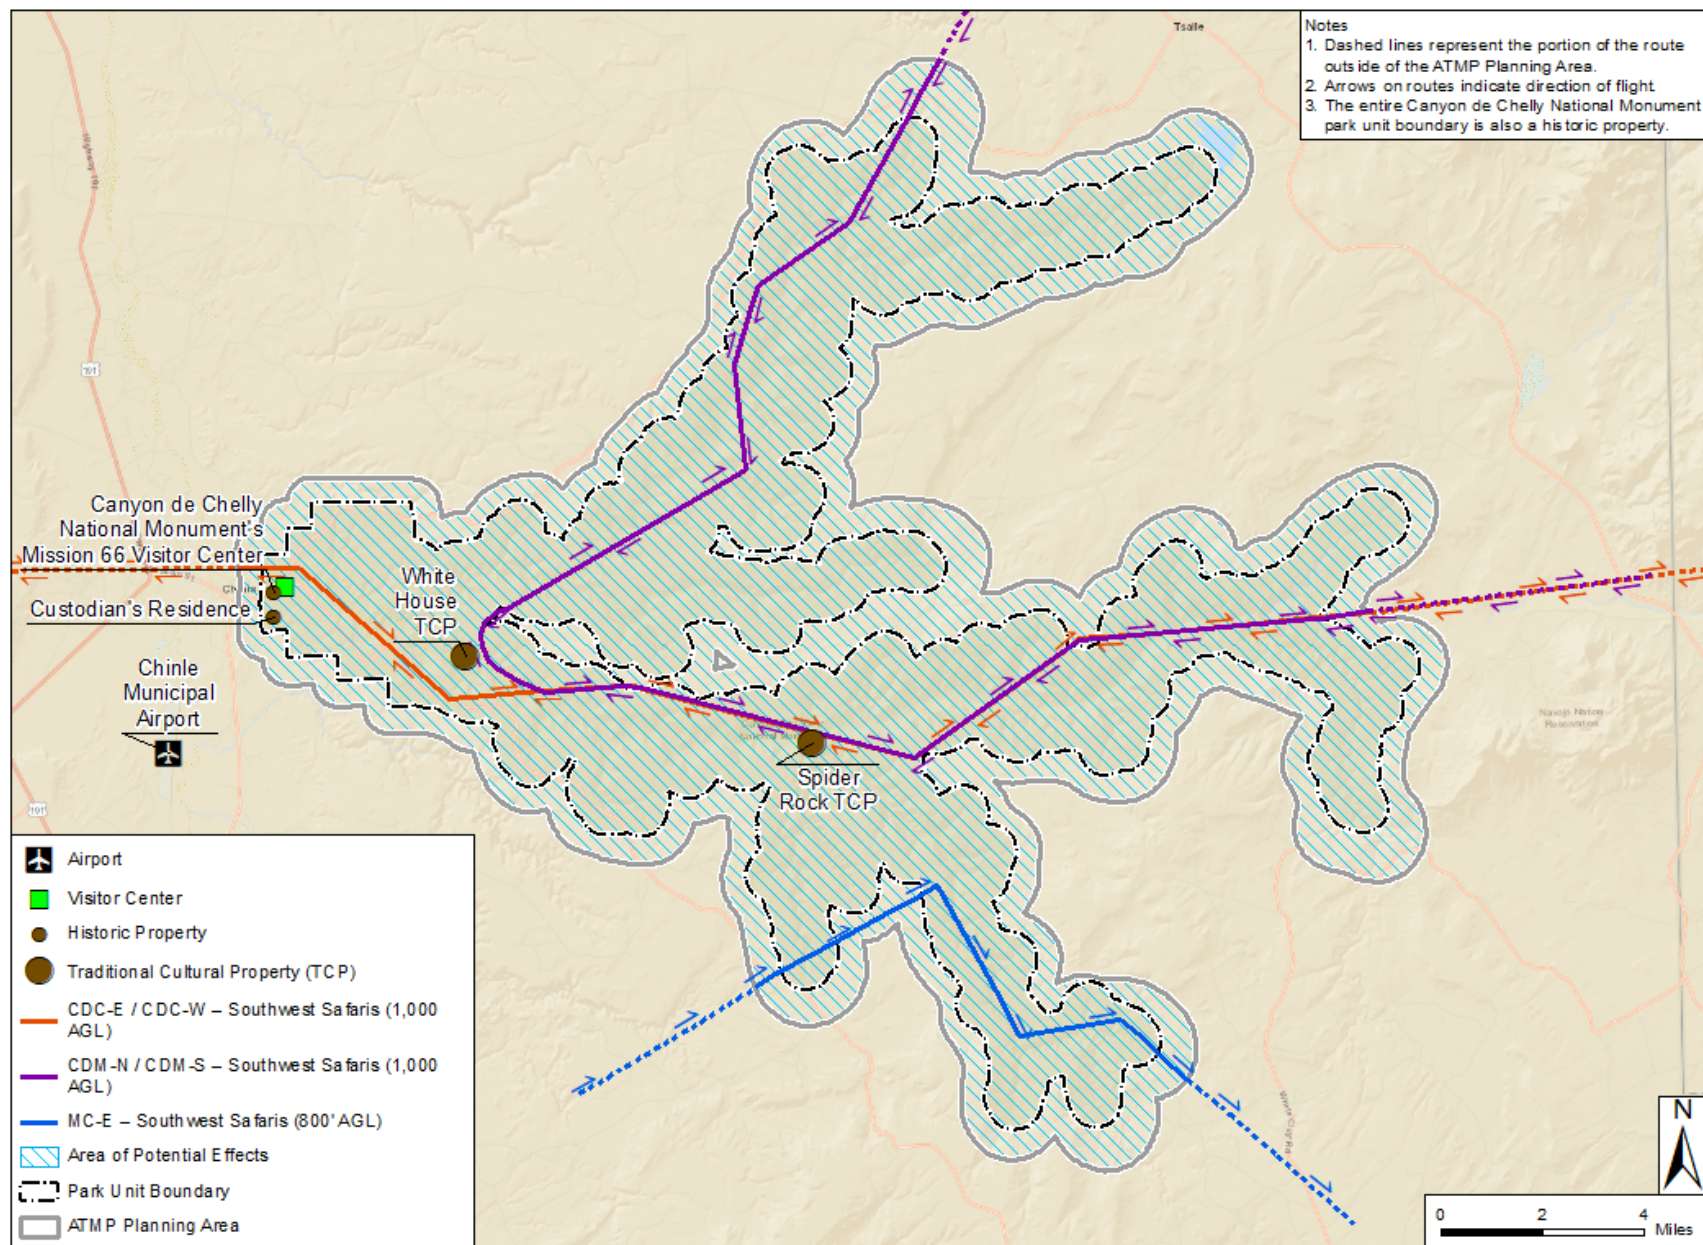 Tsaile
Notes
1. Dashed lines represent the portion of the route
outside of the ATMP Planning Area.
2. Arrows on routes indicate direction of flight.
3. The entire Canyon de Chelly National Monument
park unit boundary is also a historic property.
191
Canyon de Chelly
National Monument's
Mission 66 Visitor Center
Custodian's Residence
White
House
TCP
Chinle
Municipal
Airport
Spider
Rock TCP
Navajo Nation
Reservation
191
Airport
Visitor Center
Historic Property
Traditional Cultural Property (TCP)
CDC-E / CDC-W – Southwest Safaris (1,000
AGL)
CDM-N / CDM-S – Southwest Safaris (1,000
AGL)
MC-E – Southwest Safaris (800' AGL)
Area of Potential Effects
Park Unit Boundary
ATMP Planning Area
N
0 2 4
Miles